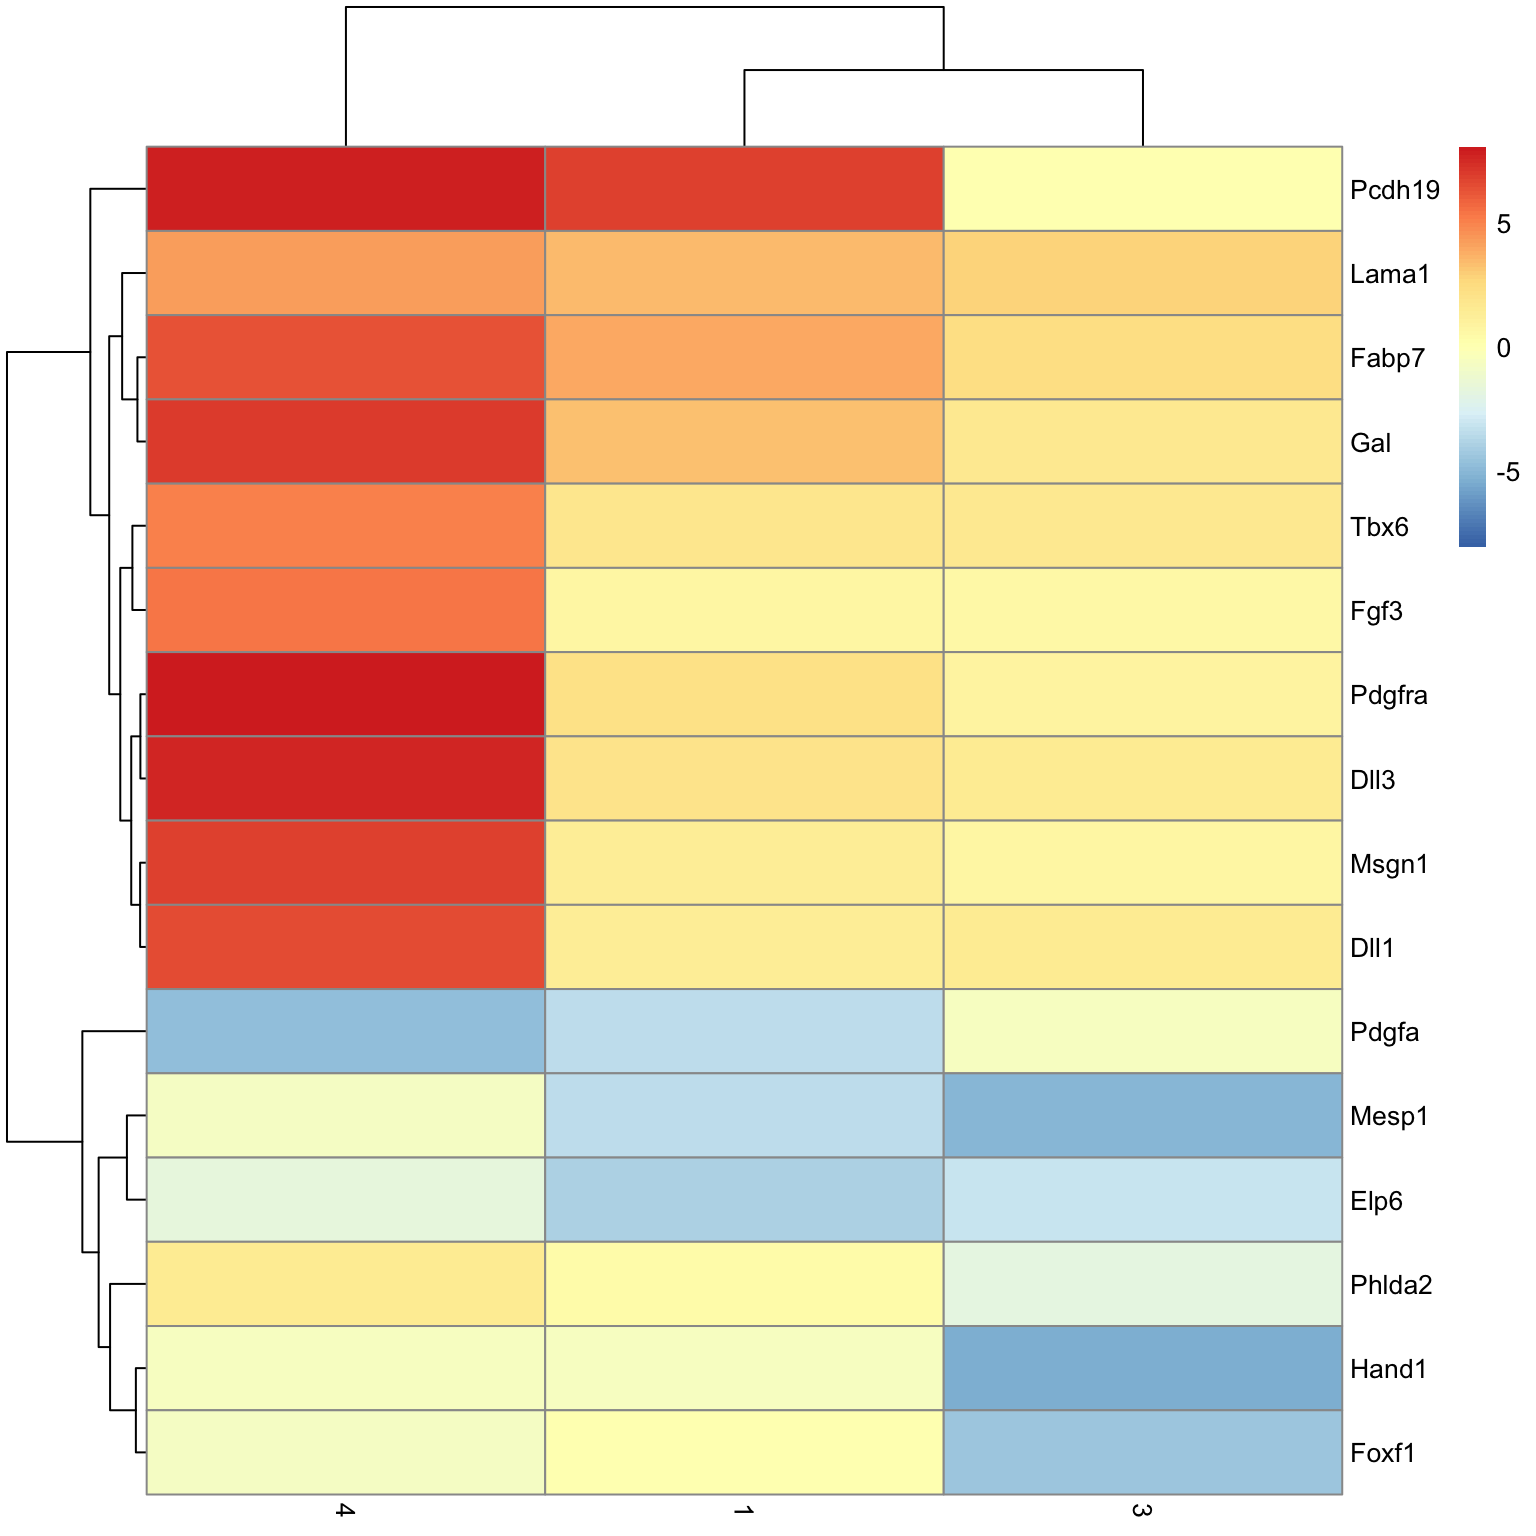 Pcdh19
Lama1
Fabp7
Gal
Tbx6
Fgf3
Pdgfra
Dll3
Msgn1
Dll1
Pdgfa
Mesp1
Elp6
Phlda2
Hand1
Foxf1
5
0
-5
4
1
3